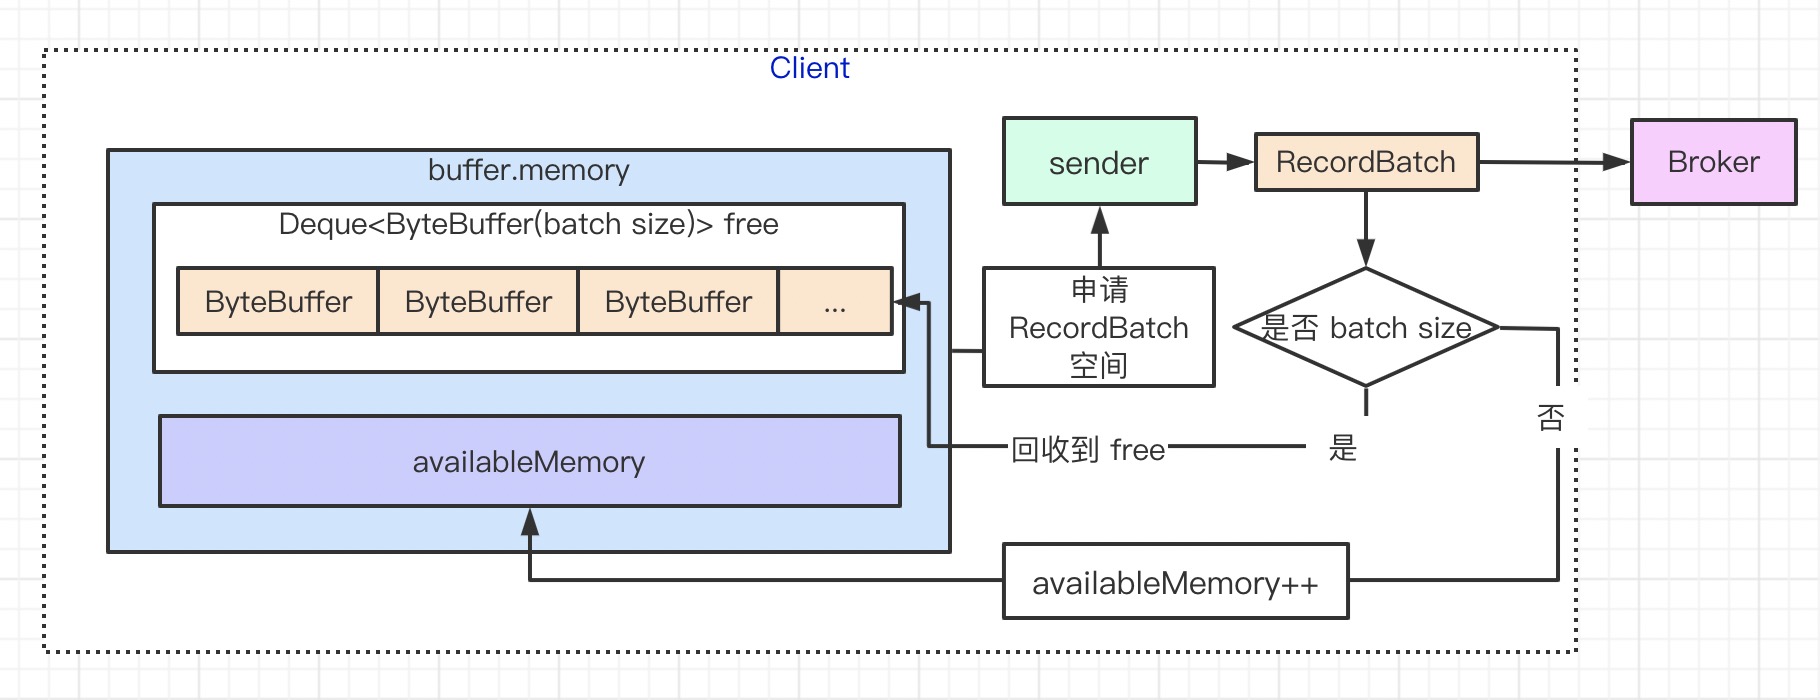 Client
buffer.memory
Deque<ByteBuffer(batch size)> free
ByteBuffer
ByteBuffer
ByteBuffer
...
availableMemory
sender
RecordBatch
Broker
申请
RecordBatch
空间
是否 batch size
否
回收到 free
是
availableMemory++